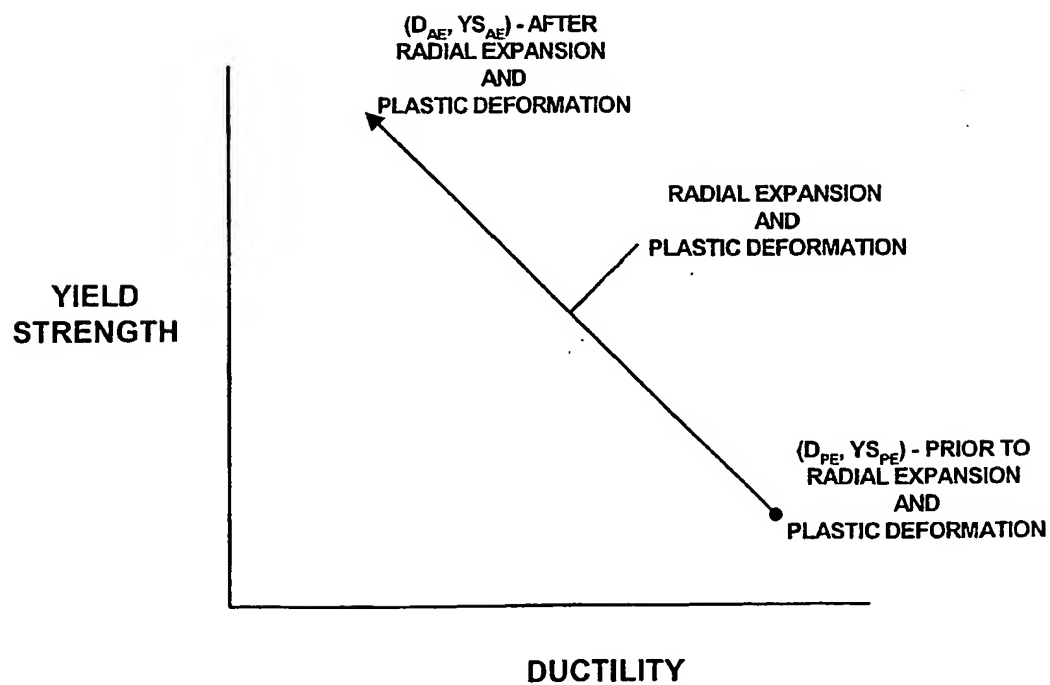 (D_AE, YS_AE) - AFTER
RADIAL EXPANSION
AND
PLASTIC DEFORMATION
RADIAL EXPANSION
AND
PLASTIC DEFORMATION
YIELD
STRENGTH
(D_PE, YS_PE) - PRIOR TO
RADIAL EXPANSION
AND
PLASTIC DEFORMATION
DUCTILITY